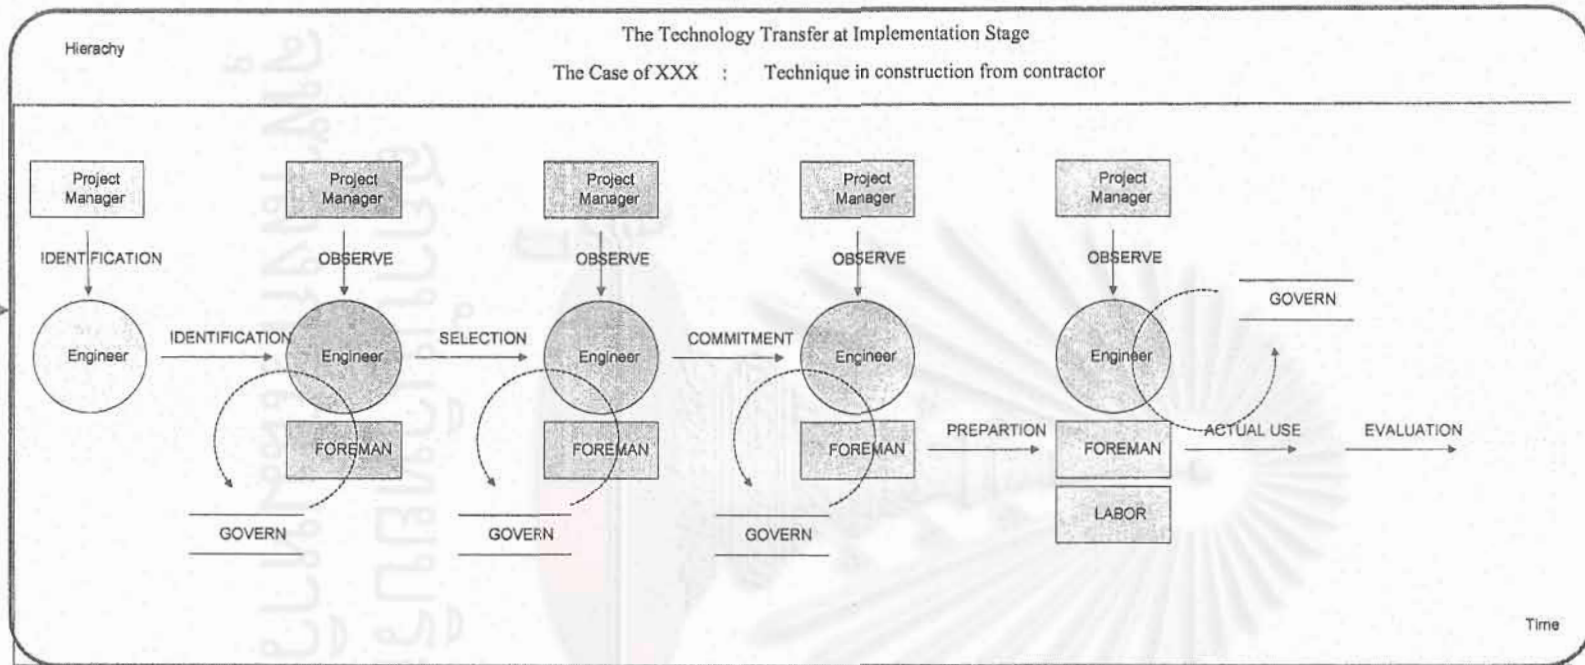 Hierachy
The Technology Transfer at Implementation Stage
The Case of XXX : Technique in construction from contractor
Project
Manager
Project
Manager
Project
Manager
Project
Manager
Project
Manager
IDENTIFICATION
OBSERVE
OBSERVE
OBSERVE
OBSERVE
GOVERN
Engineer
IDENTIFICATION
Engineer
SELECTION
Engineer
COMMITMENT
Engineer
Engineer
FOREMAN
FOREMAN
FOREMAN
PREPARTION
FOREMAN
ACTUAL USE
EVALUATION
LABOR
GOVERN
GOVERN
GOVERN
Time